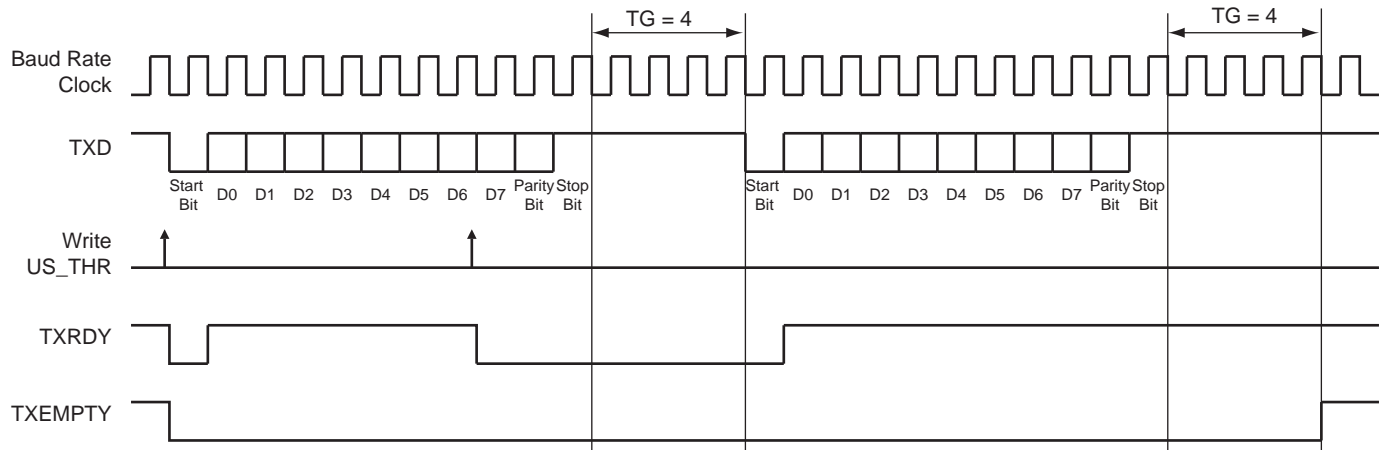 TG = 4
TG = 4
Baud Rate
Clock
TXD
Start
Bit
D0
D1
D2
D3
D4
D5
D6
D7
Parity
Bit
Stop
Bit
Start
Bit
D0
D1
D2
D3
D4
D5
D6
D7
Parity
Bit
Stop
Bit
Write
US_THR
TXRDY
TXEMPTY